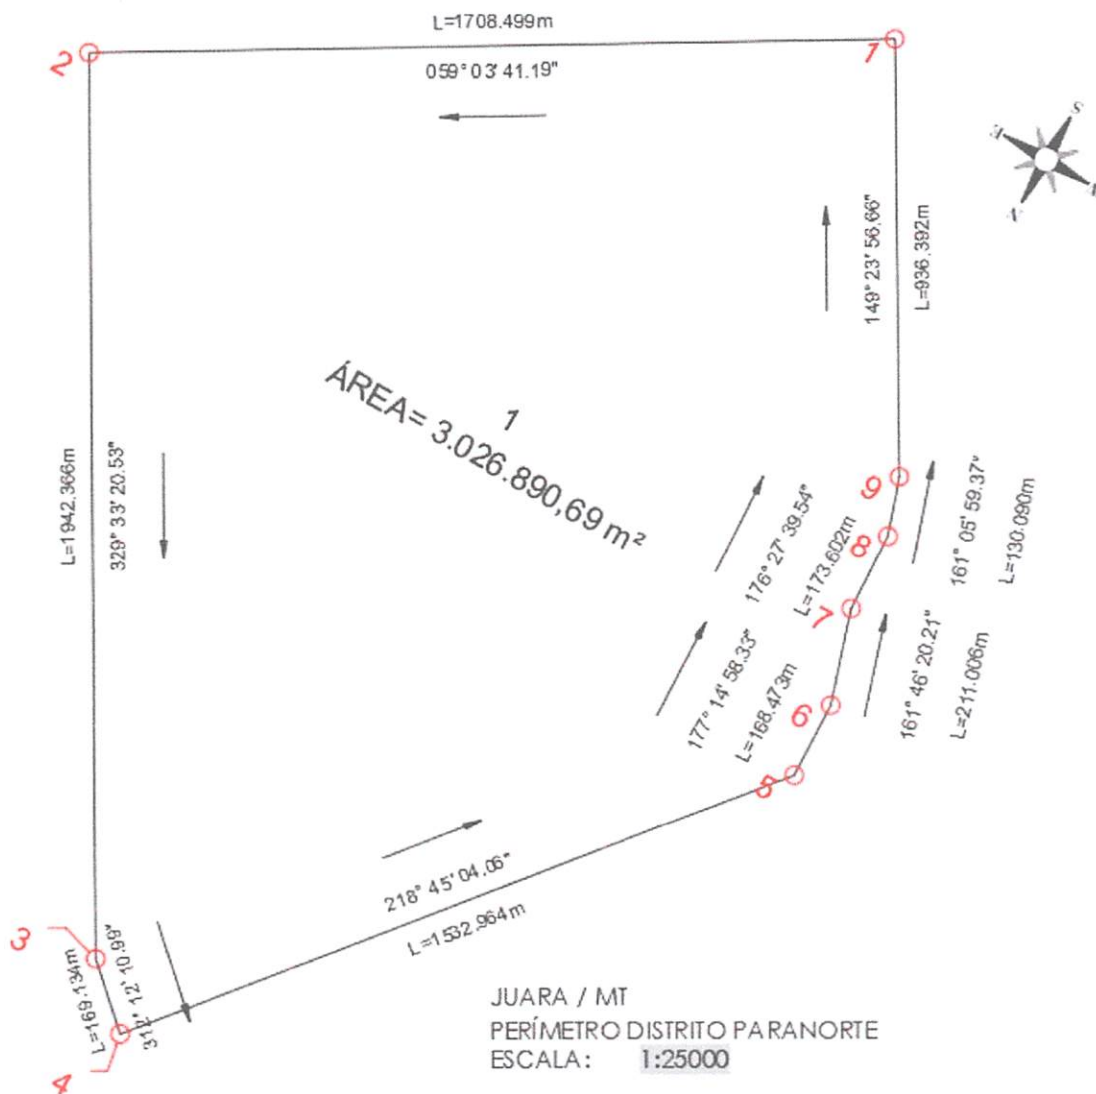 L=1708.499m
2
1
059° 03' 41.19"
S
E
N
149° 23' 56.66"
L=936.392m
1
ÁREA= 3.026.890,69 m²
L=1942.366m
329° 33' 20.53"
9
161° 05' 59.37"
L=130.090m
8
176° 27' 39.54"
L=173.602m
7
161° 46' 20.21"
L=211.006m
6
177° 14' 58.33"
L=168.473m
5
218° 45' 04.06"
L=1532.964m
3
L=169.134m
12' 10.99"
4
JUARA / MT
PERÍMETRO DISTRITO PARANORTE
ESCALA: 1:25000